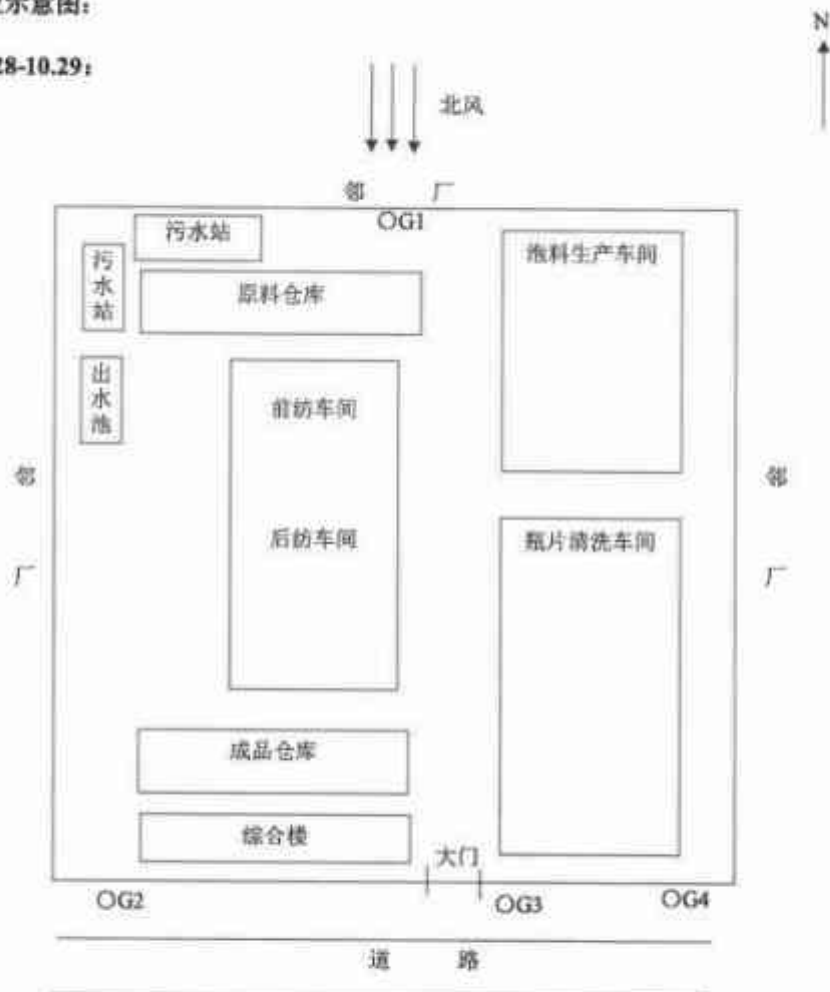 示意图：
N
28-10.29：
北风
邻 厂
OG1
污水站
泡料生产车间
污水站
原料仓库
出水池
前纺车间
邻厂
邻厂
后纺车间
瓶片清洗车间
成品仓库
综合楼
大门
OG2
OG3
OG4
道 路